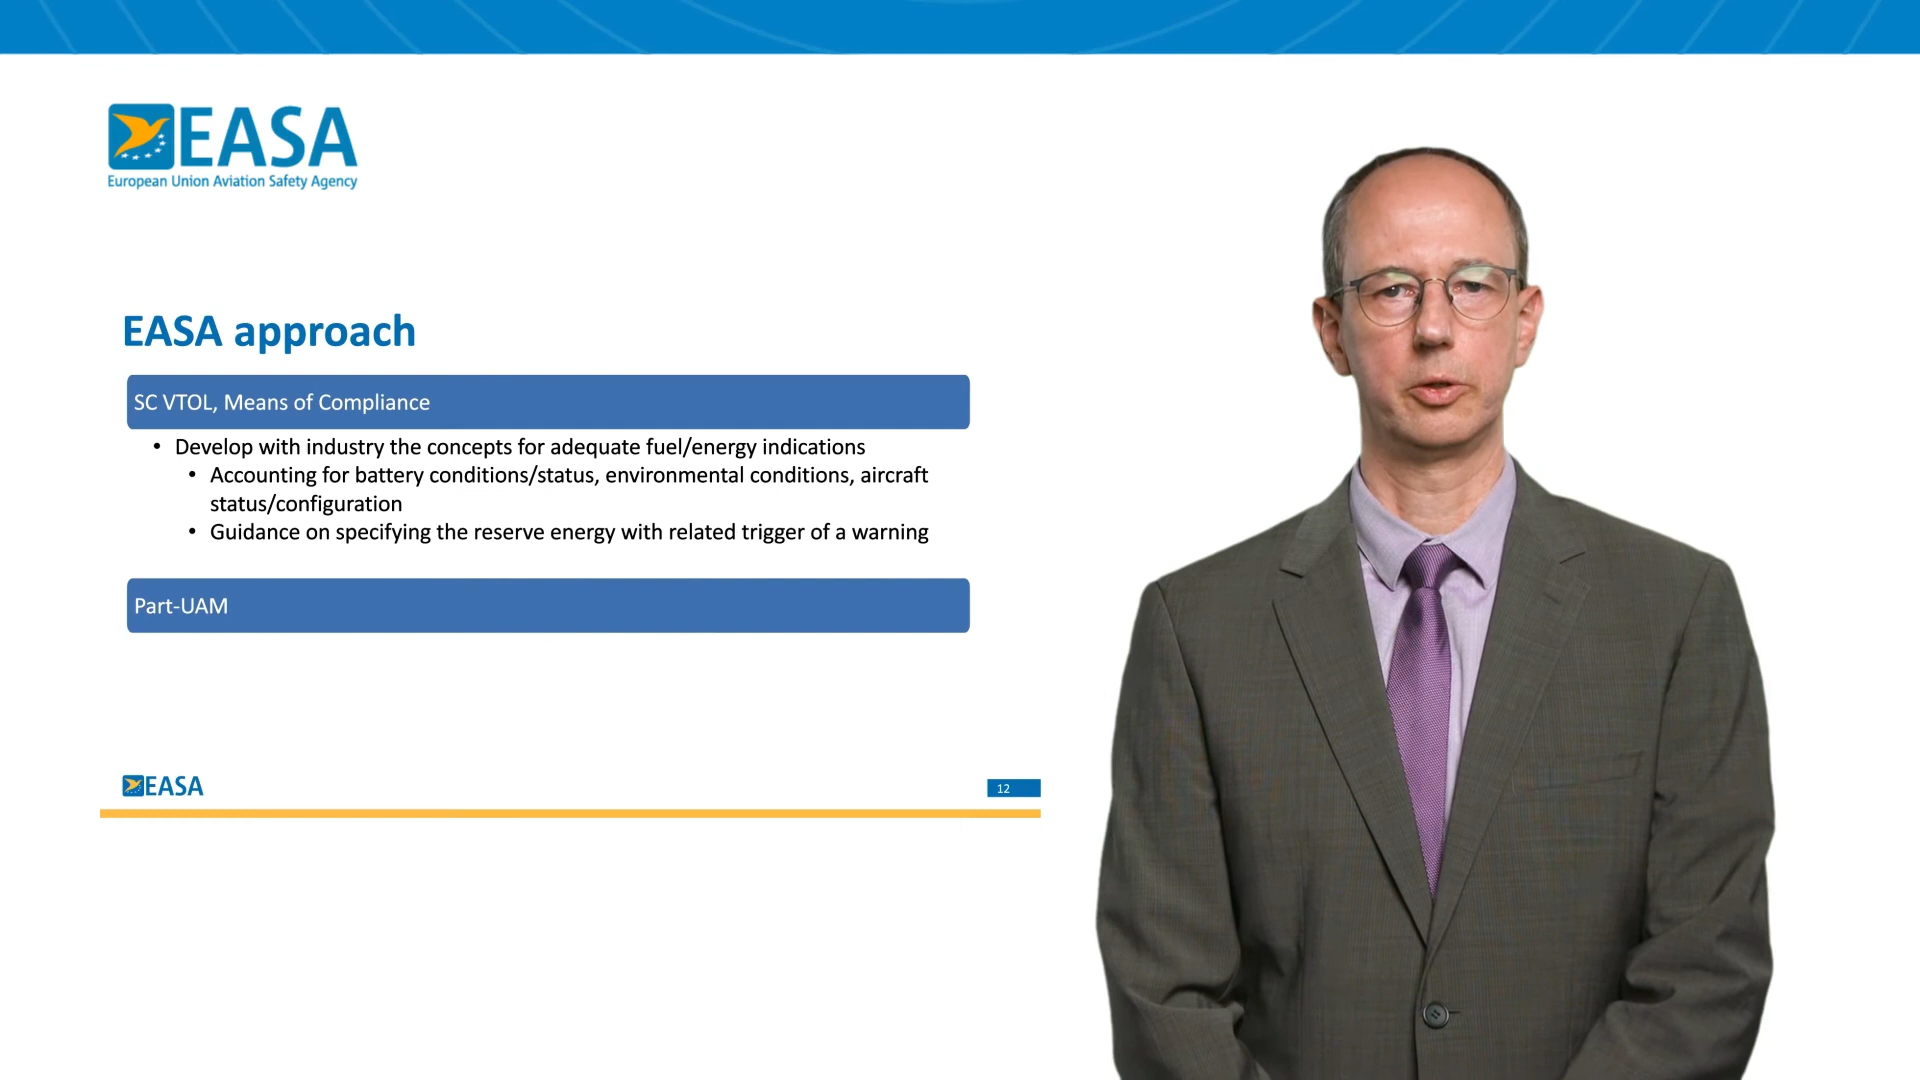 EASA
European Union Aviation Safety Agency
EASA approach
SC VTOL, Means of Compliance
• Develop with industry the concepts for adequate fuel/energy indications
• Accounting for battery conditions/status, environmental conditions, aircraft
status/configuration
• Guidance on specifying the reserve energy with related trigger of a warning
Part-UAM
EASA
12